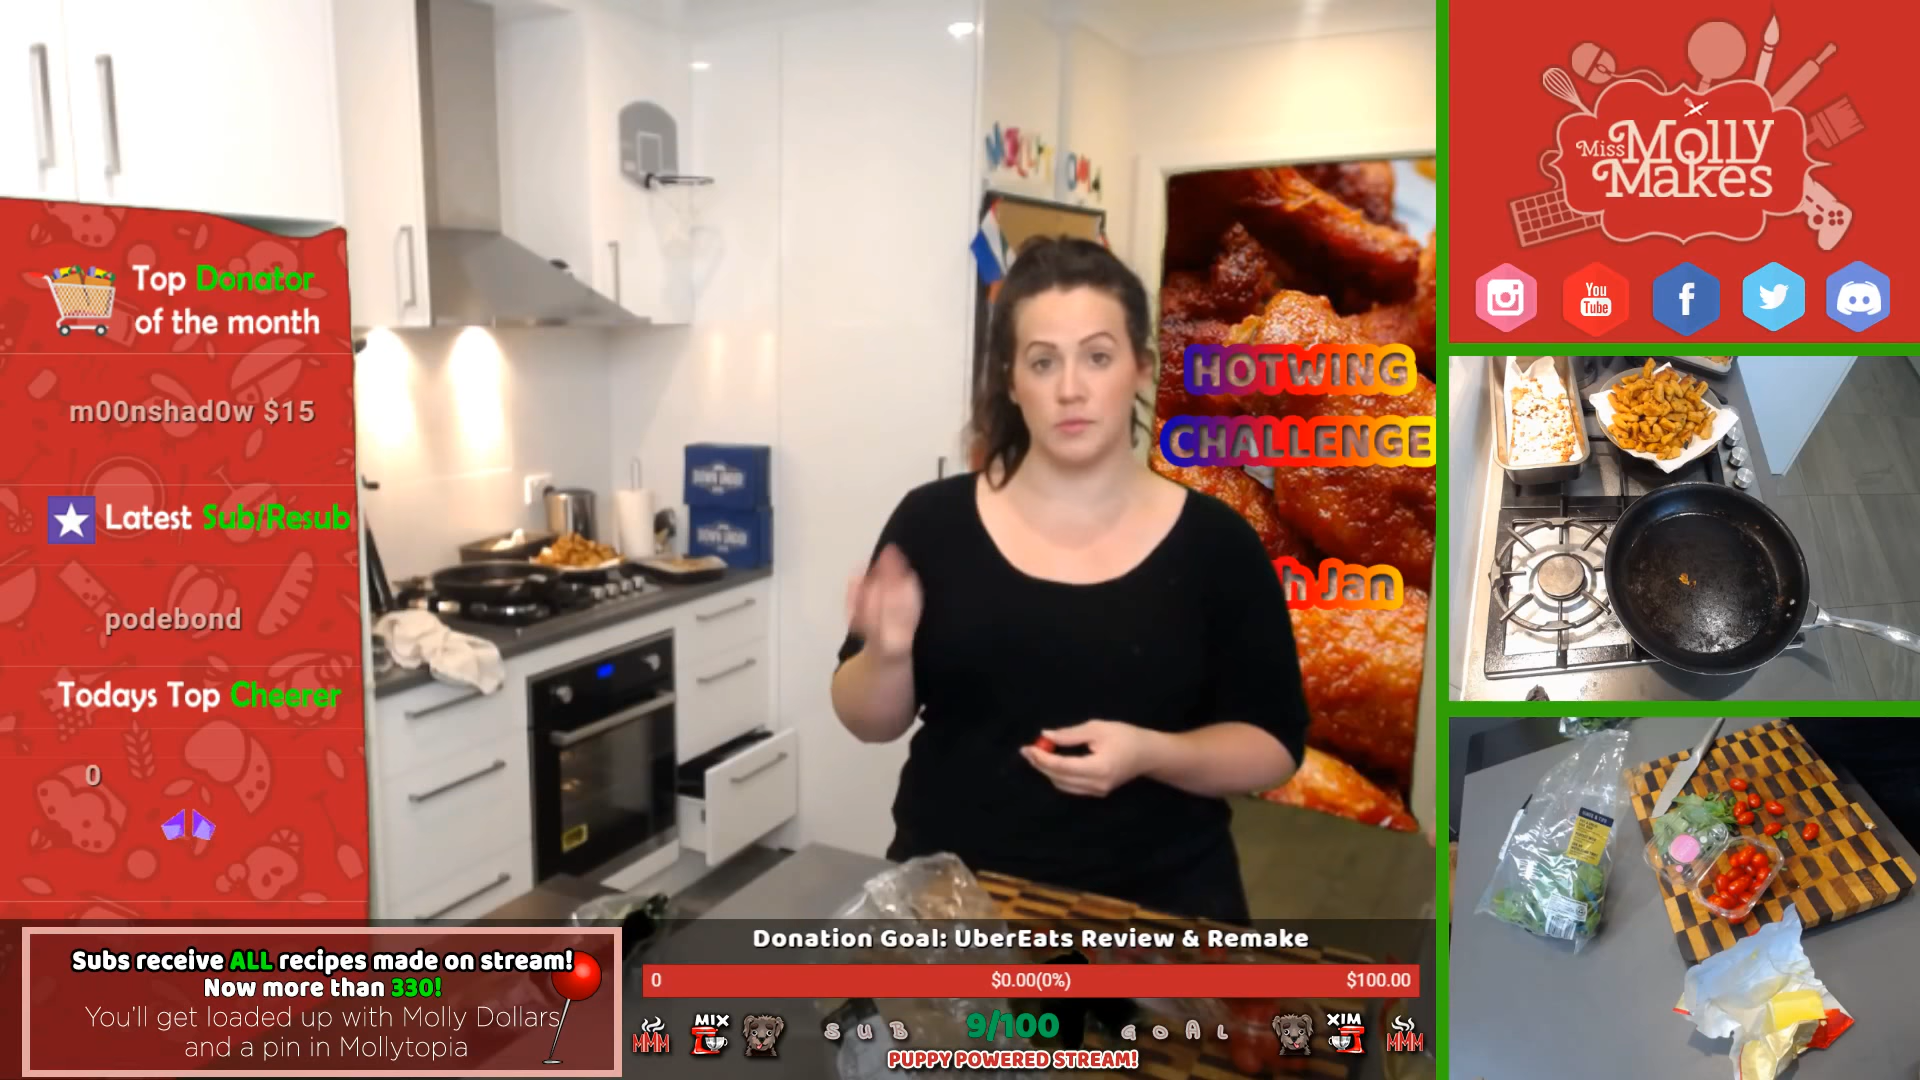 Top Donator
of the month
m00nshad0w $15
Latest Sub/Resub
podebond
Todays Top Cheerer
0
Subs receive ALL recipes made on stream!
Now more than 330!
You'll get loaded up with Molly Dollars
and a pin in Mollytopia
HOTWING
CHALLENGE
h Jan
Donation Goal: UberEats Review & Remake
0 $0.00(0%) $100.00
MMM MIX SUB 9/100 GOAL XIM MMM
PUPPY POWERED STREAM!
Miss Molly
Makes
You
Tube